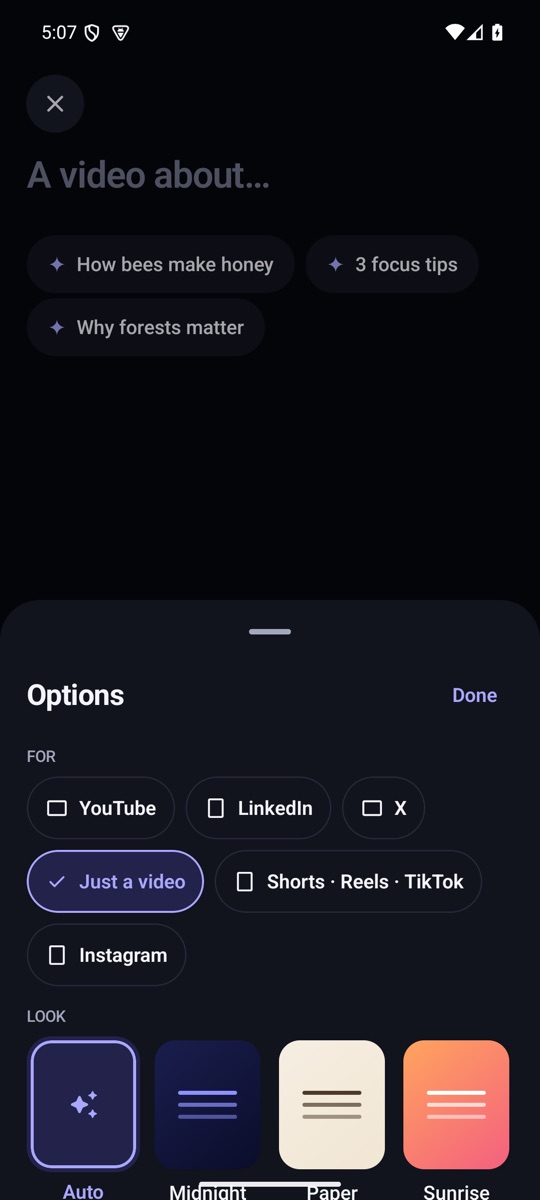 5:07
A video about...
How bees make honey
3 focus tips
Why forests matter
Options
Done
FOR
YouTube
LinkedIn
X
Just a video
Shorts · Reels · TikTok
Instagram
LOOK
Auto
Midnight
Paper
Sunrise